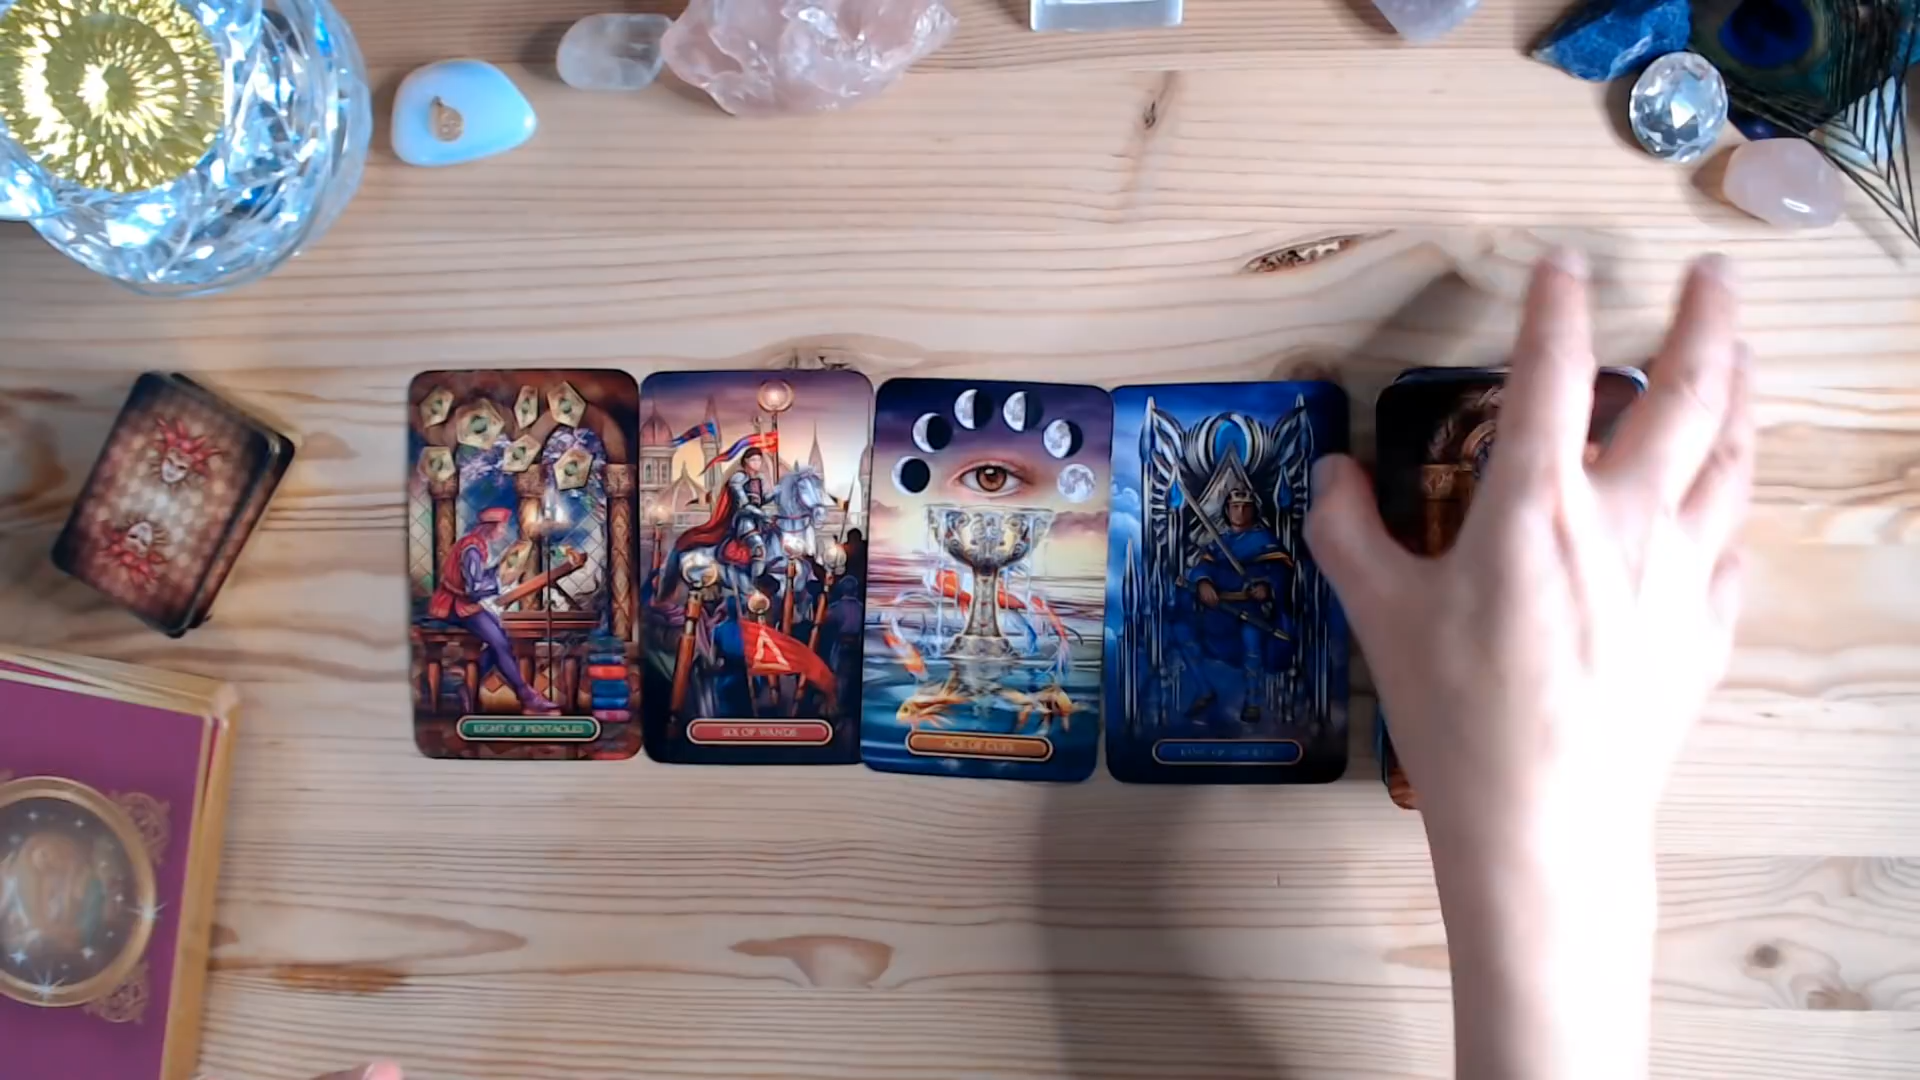 EIGHT OF PENTACLES
SIX OF WANDS
ACE OF CUPS
KING OF SWORDS